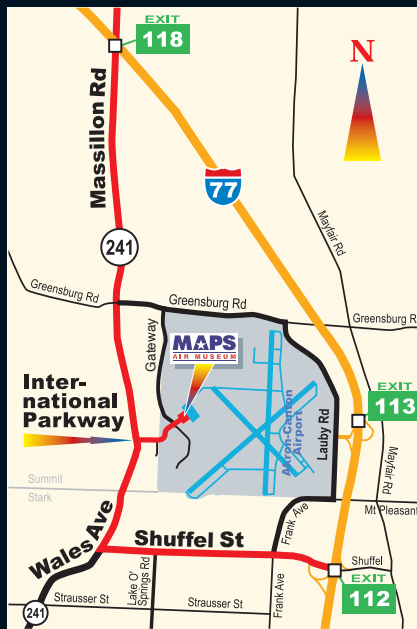 EXIT
118
N
Massillon Rd
77
Mayfair Rd
241
Greensburg Rd
Greensburg Rd
Greensburg R
Gateway
MAPS
AIR MUSEUM
Inter-
national
Parkway
Akron-Canton
Airport
Lauby Rd
EXIT
113
Mayfair Rd
Summit
Stark
Mt Pleasant
Frank Ave
Wales Ave
Shuffel St
Shuffel
Lake O'
Springs Rd
Frank Ave
EXIT
112
241
Strausser St
Strausser St